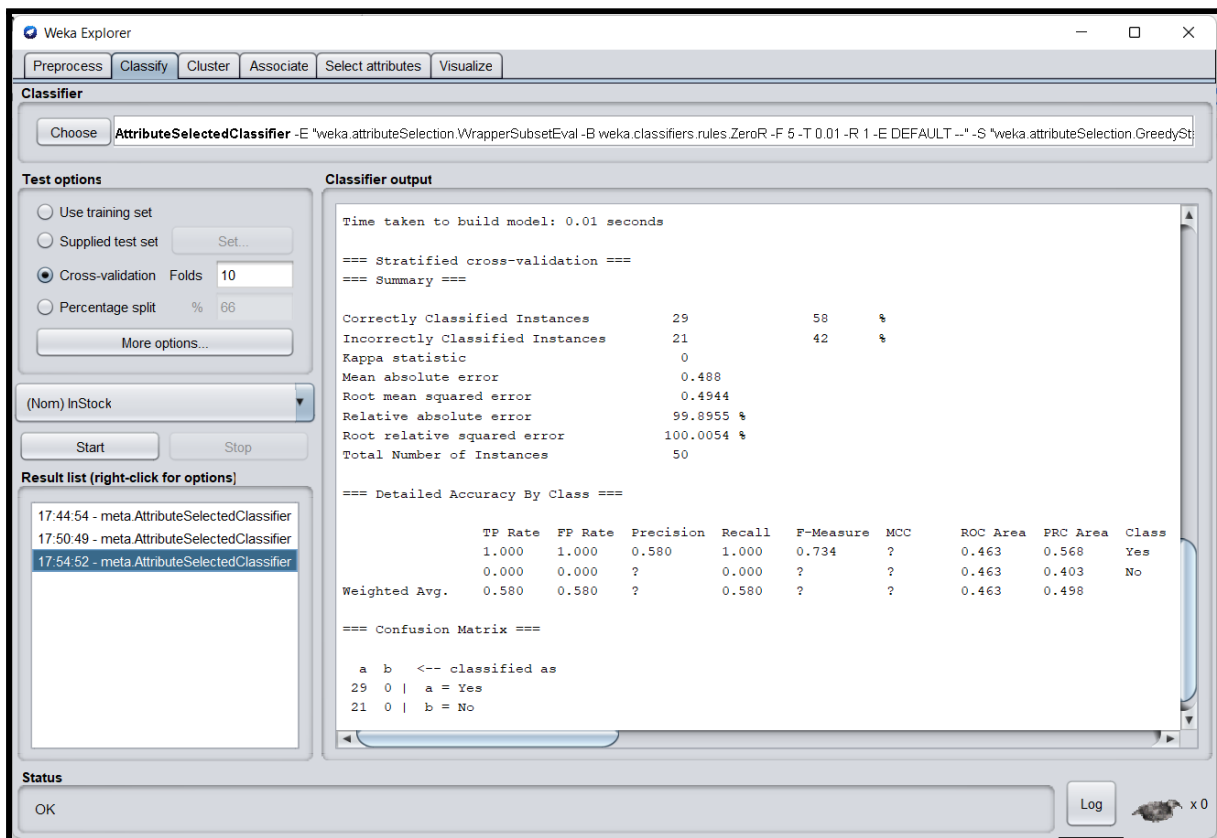 Weka Explorer
Preprocess Classify Cluster Associate Select attributes Visualize
Classifier
Choose AttributeSelectedClassifier -E "weka.attributeSelection.WrapperSubsetEval -B weka.classifiers.rules.ZeroR -F 5 -T 0.01 -R 1 -E DEFAULT --" -S "weka.attributeSelection.GreedySt
Test options
Use training set
Supplied test set Set...
Cross-validation Folds 10
Percentage split % 66
More options...
(Nom) InStock
Start Stop
Result list (right-click for options)
17:44:54 - meta.AttributeSelectedClassifier
17:50:49 - meta.AttributeSelectedClassifier
17:54:52 - meta.AttributeSelectedClassifier
Classifier output
Time taken to build model: 0.01 seconds
=== Stratified cross-validation ===
=== Summary ===
Correctly Classified Instances 29 58 %
Incorrectly Classified Instances 21 42 %
Kappa statistic 0
Mean absolute error 0.488
Root mean squared error 0.4944
Relative absolute error 99.8955 %
Root relative squared error 100.0054 %
Total Number of Instances 50
=== Detailed Accuracy By Class ===
TP Rate FP Rate Precision Recall F-Measure MCC ROC Area PRC Area Class
1.000 1.000 0.580 1.000 0.734 ? 0.463 0.568 Yes
0.000 0.000 ? 0.000 ? ? 0.463 0.403 No
Weighted Avg. 0.580 0.580 ? 0.580 ? ? 0.463 0.498
=== Confusion Matrix ===
a b <-- classified as
29 0 | a = Yes
21 0 | b = No
Status
OK
Log
x 0